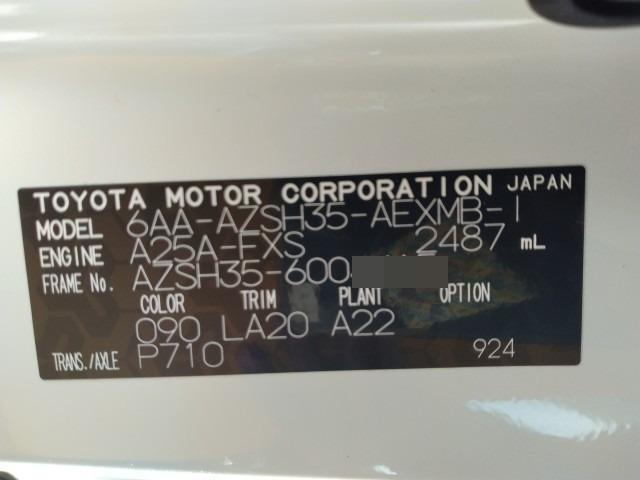 TOYOTA MOTOR CORPORATION JAPAN
MODEL 6AA-AZSH35-AEXMB-I
ENGINE A25A-FXS 2487 mL
FRAME No. AZSH35-600
COLOR TRIM PLANT OPTION
090 LA20 A22
TRANS./AXLE P710 924